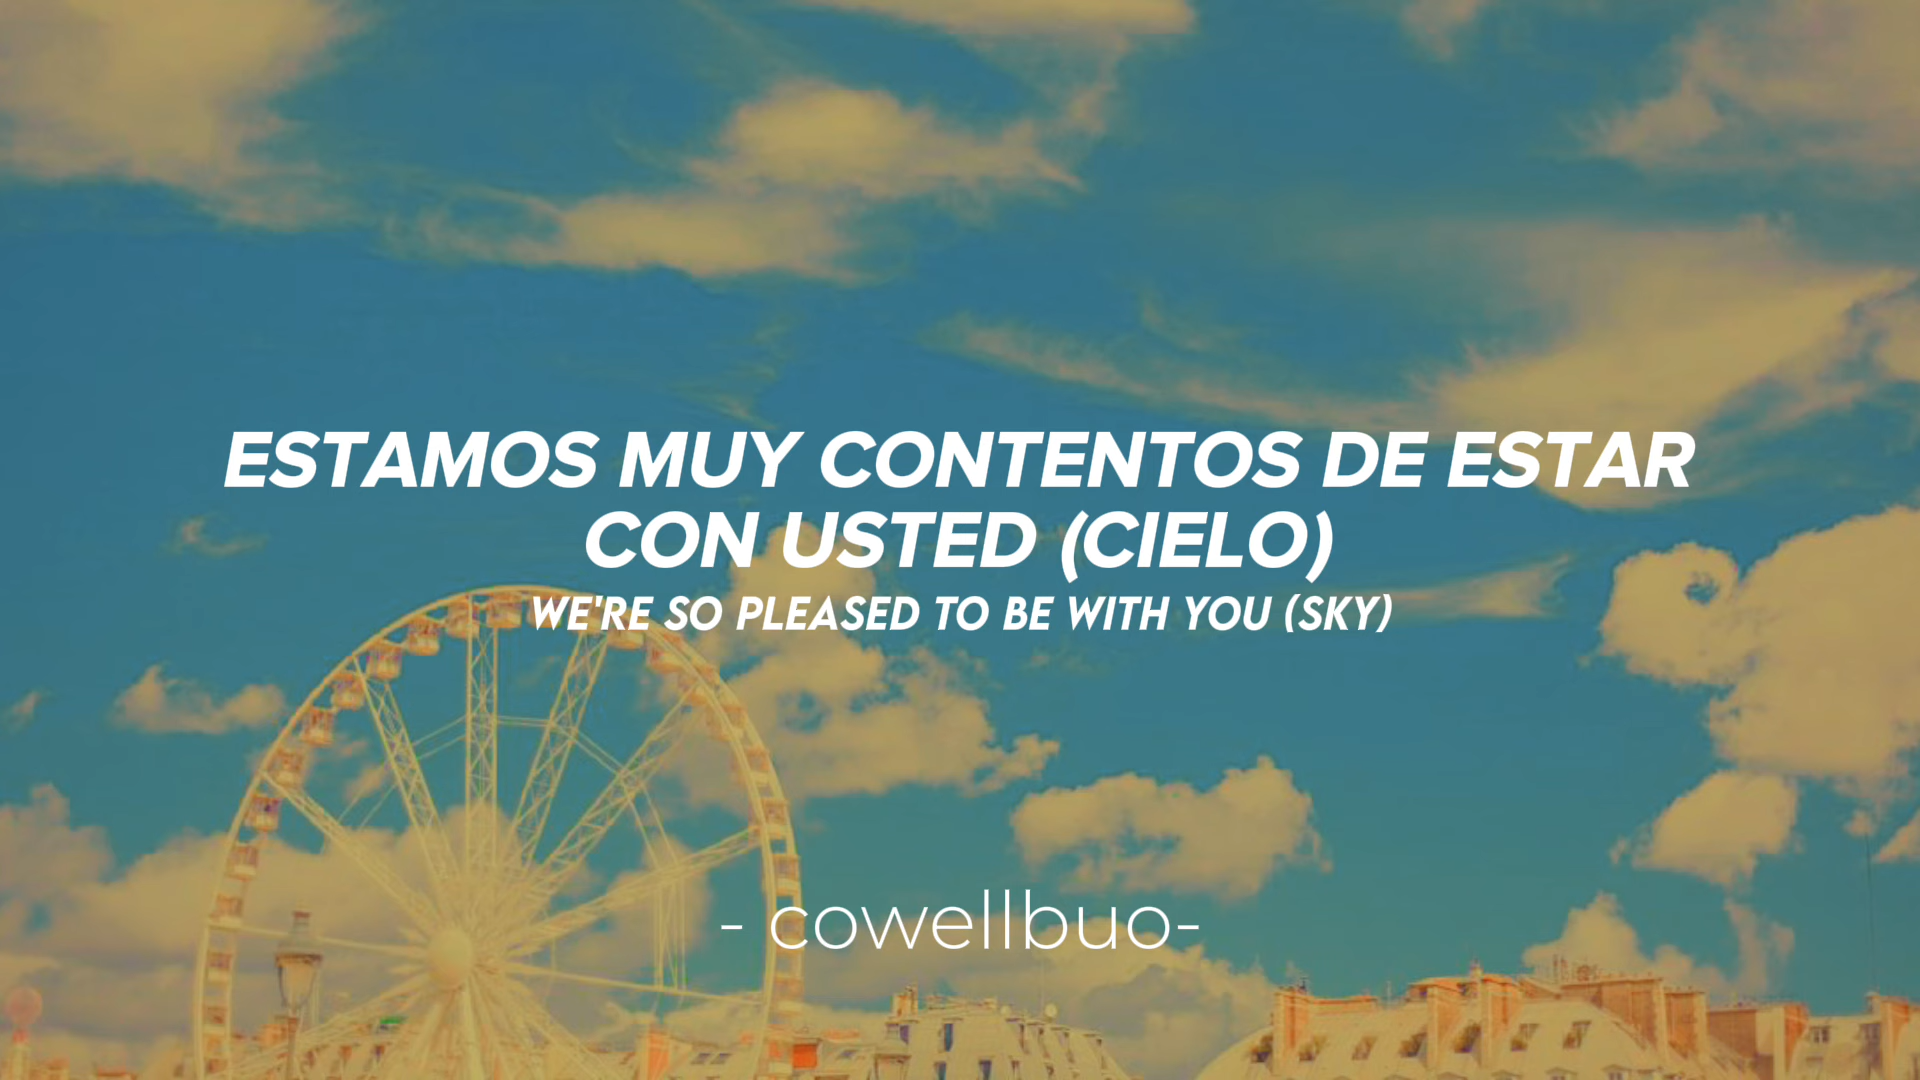 ESTAMOS MUY CONTENTOS DE ESTAR
CON USTED (CIELO)
WE'RE SO PLEASED TO BE WITH YOU (SKY)
- cowellbuo-